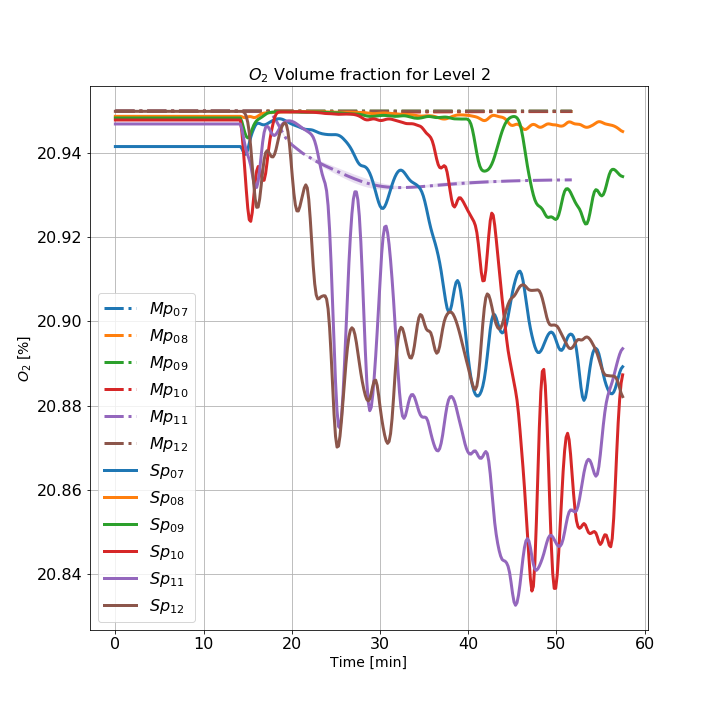 O2 Volume fraction for Level 2
20.94
20.92
20.90
20.88
20.86
20.84
O2 [%]
Mp07
Mp08
Mp09
Mp10
Mp11
Mp12
Sp07
Sp08
Sp09
Sp10
Sp11
Sp12
0 10 20 30 40 50 60
Time [min]